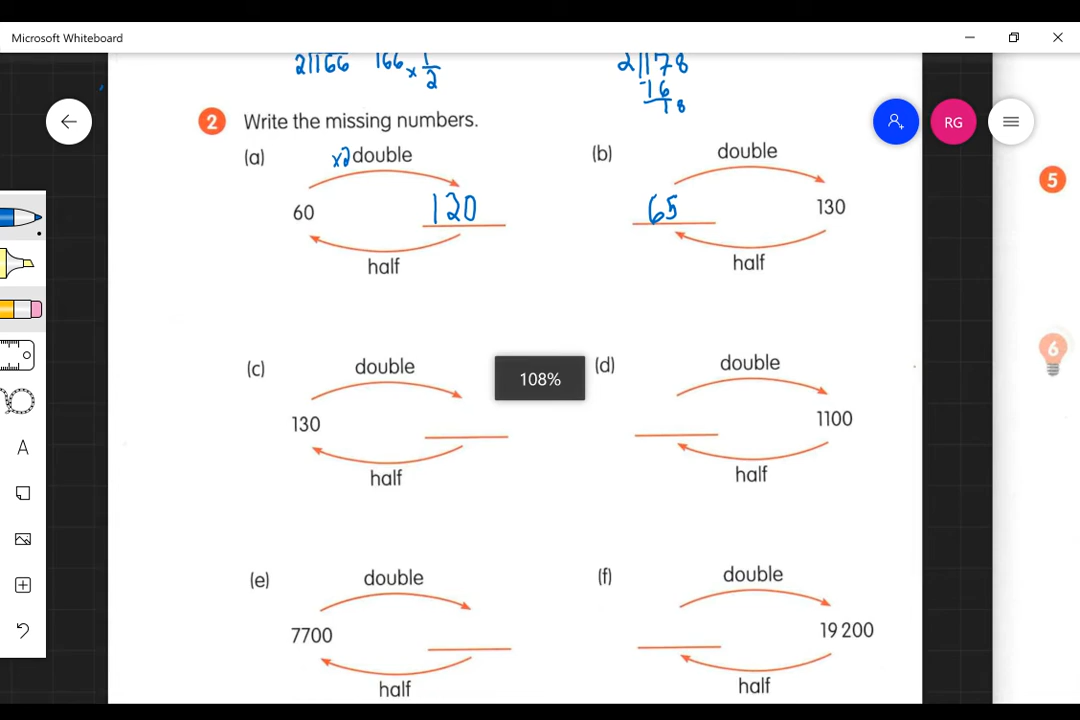 Microsoft Whiteboard
2)166 166 x 1/2
2)178
-16
18
2 Write the missing numbers.
(a) x2 double
60 120
half
(b) double
65 130
half
RG
5
(c) double
130
half
108%
(d) double
1100
half
6
(e) double
7700
half
(f) double
19 200
half
A